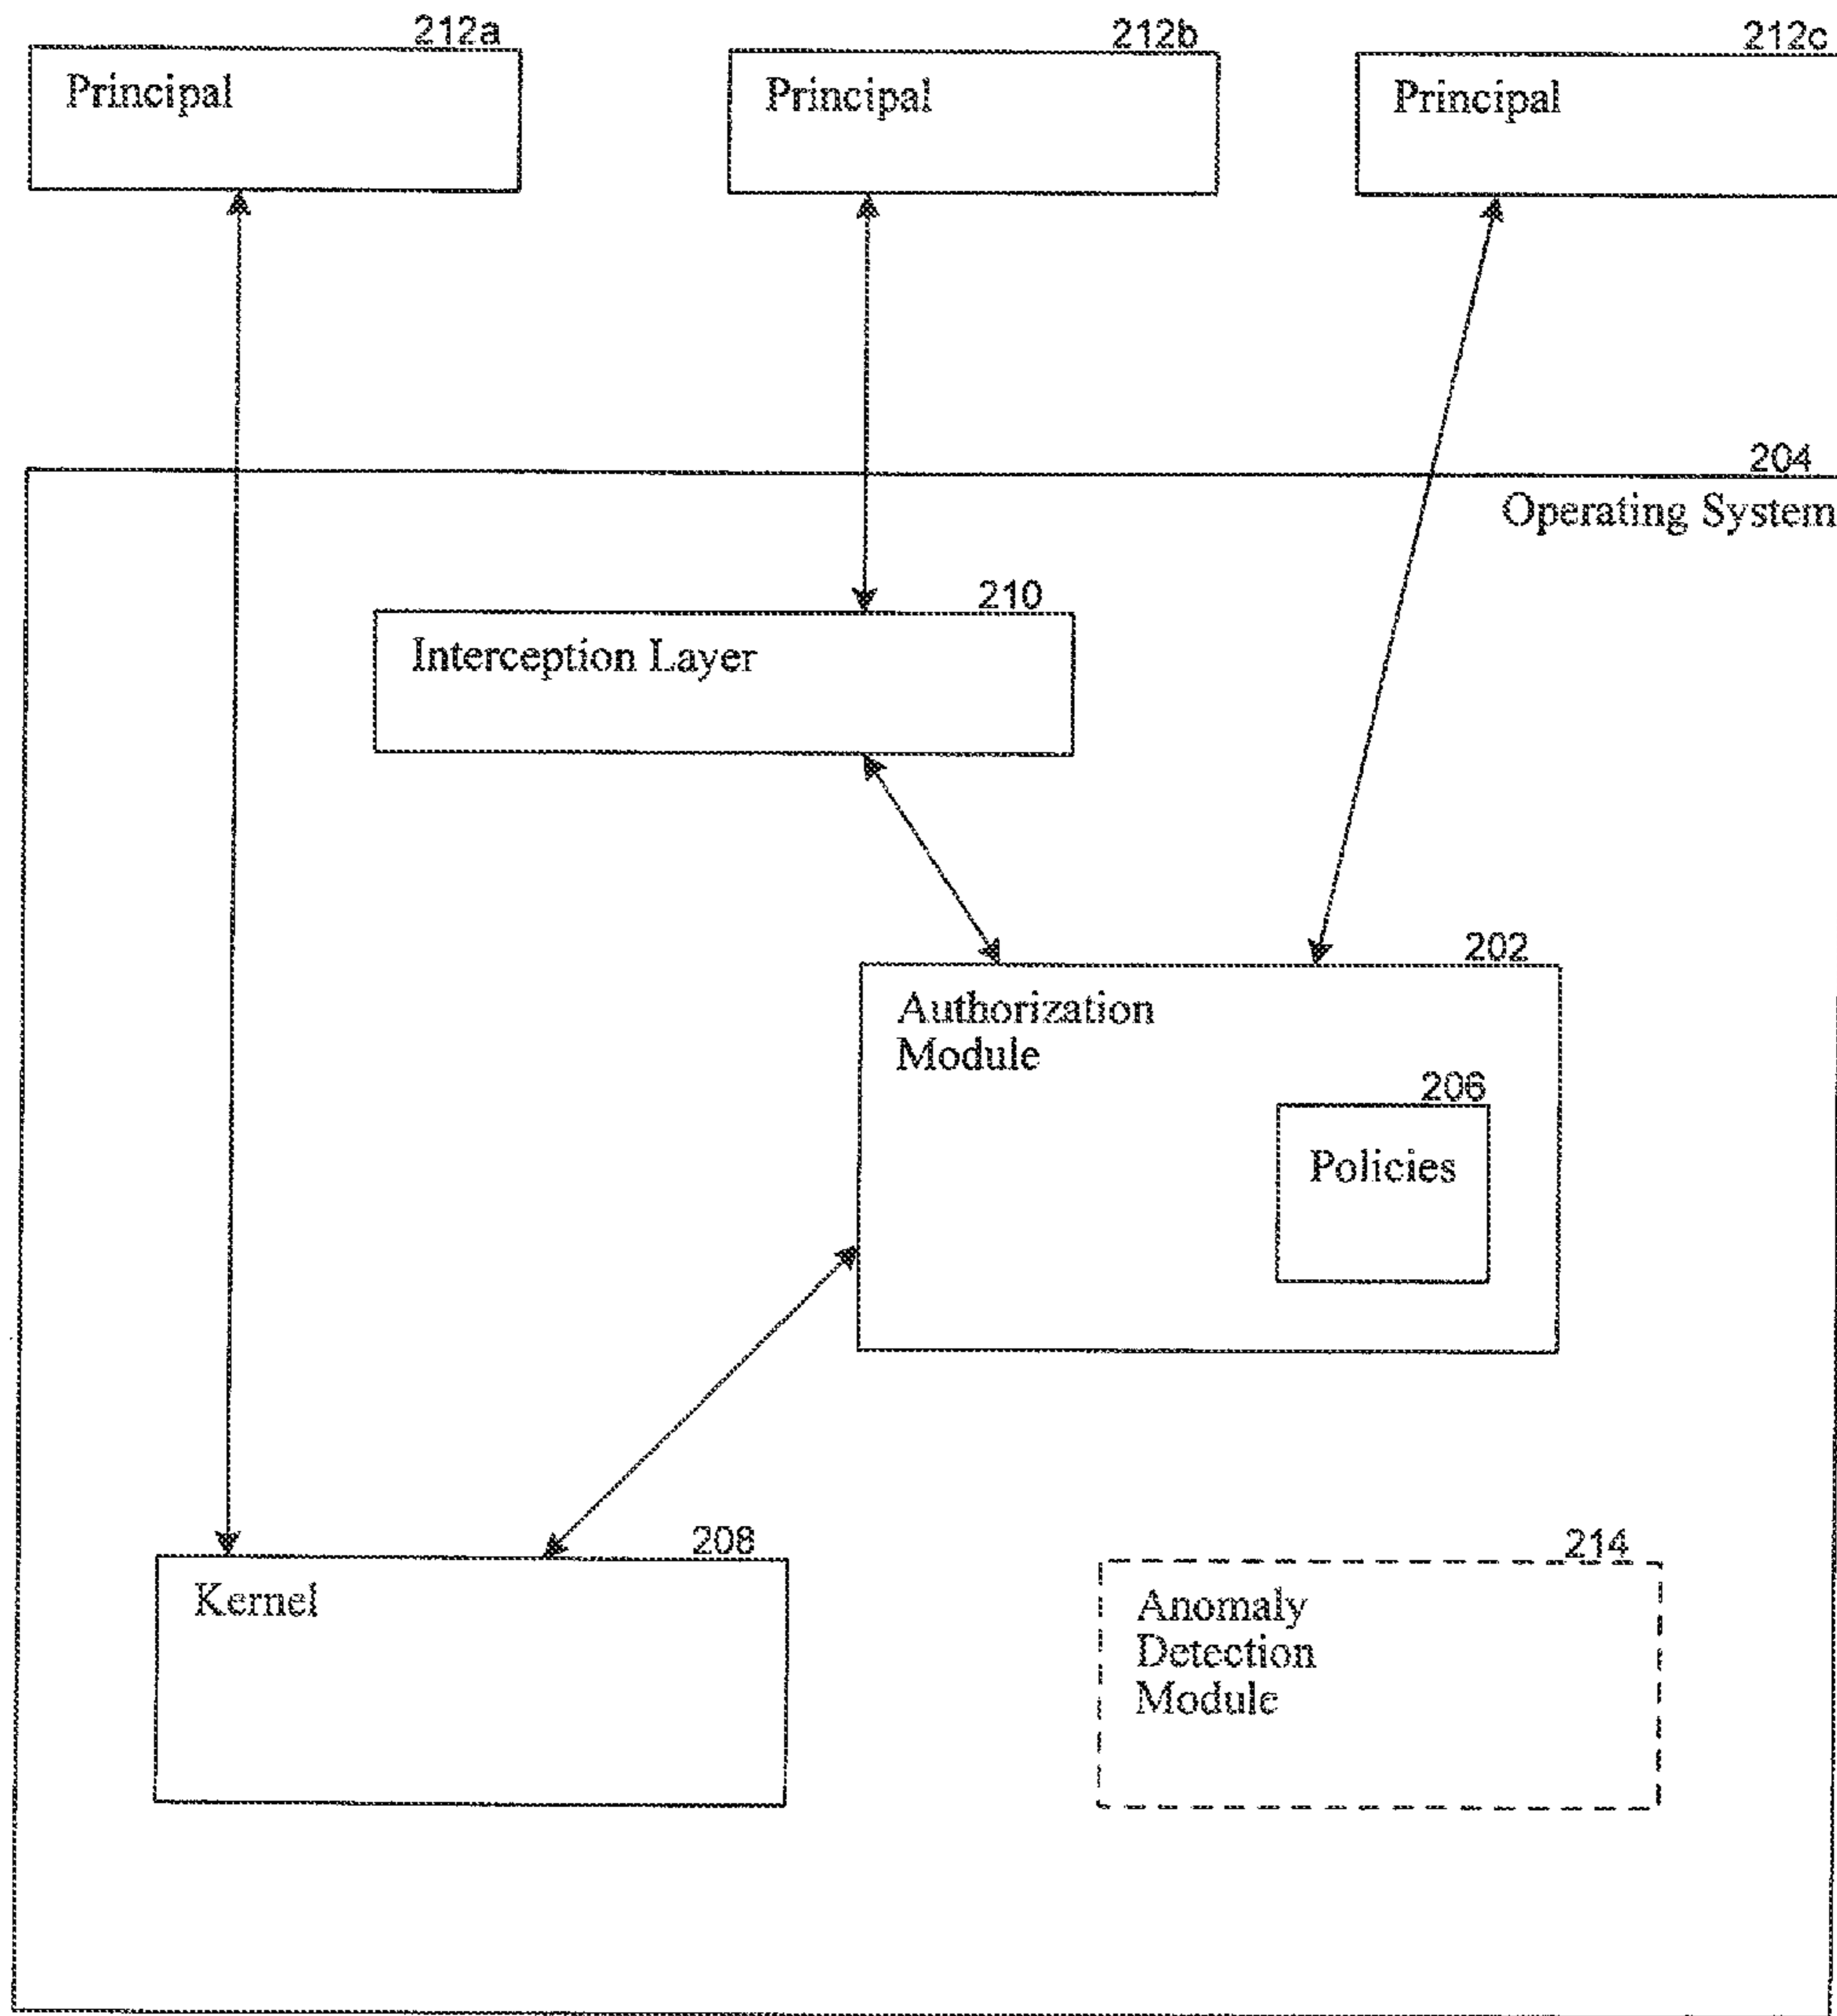 212a
Principal
212b
Principal
212c
Principal
204
Operating System
210
Interception Layer
202
Authorization
Module
206
Policies
208
Kernel
214
Anomaly
Detection
Module